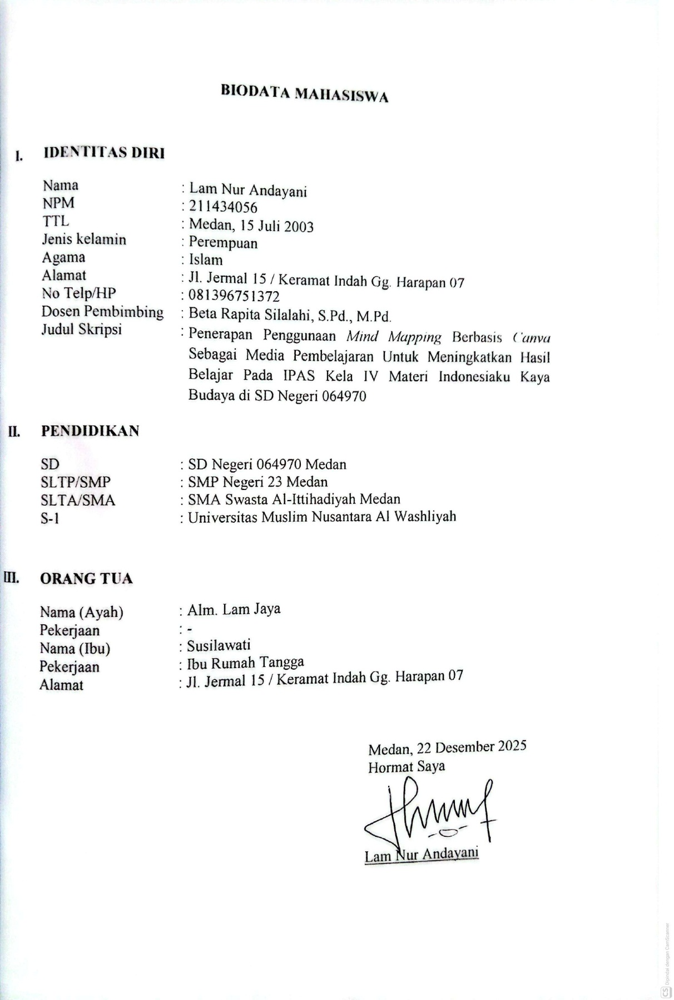 BIODATA MAHASISWA
I. IDENTITAS DIRI
Nama : Lam Nur Andayani
NPM : 211434056
TTL : Medan, 15 Juli 2003
Jenis kelamin : Perempuan
Agama : Islam
Alamat : Jl. Jermal 15 / Keramat Indah Gg. Harapan 07
No Telp/HP : 081396751372
Dosen Pembimbing : Beta Rapita Silalahi, S.Pd., M.Pd.
Judul Skripsi : Penerapan Penggunaan Mind Mapping Berbasis Canva
Sebagai Media Pembelajaran Untuk Meningkatkan Hasil
Belajar Pada IPAS Kela IV Materi Indonesiaku Kaya
Budaya di SD Negeri 064970
II. PENDIDIKAN
SD : SD Negeri 064970 Medan
SLTP/SMP : SMP Negeri 23 Medan
SLTA/SMA : SMA Swasta Al-Ittihadiyah Medan
S-1 : Universitas Muslim Nusantara Al Washliyah
III. ORANG TUA
Nama (Ayah) : Alm. Lam Jaya
Pekerjaan : -
Nama (Ibu) : Susilawati
Pekerjaan : Ibu Rumah Tangga
Alamat : Jl. Jermal 15 / Keramat Indah Gg. Harapan 07
Medan, 22 Desember 2025
Hormat Saya
Lam Nur Andayani
CS Dipindai dengan CamScanner